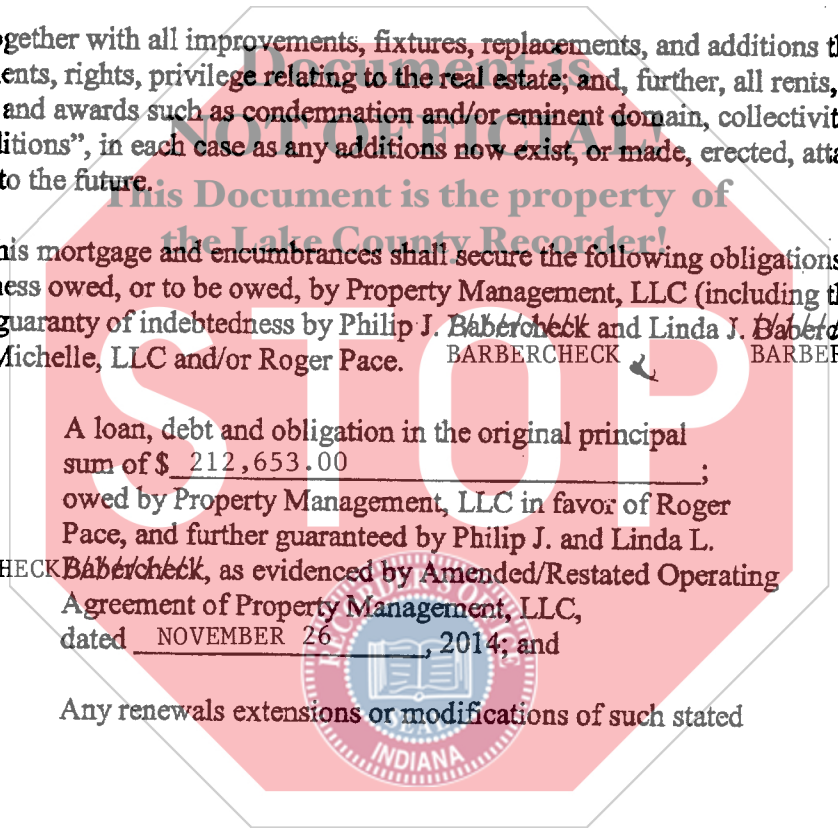 gether with all improvements, fixtures, replacements, and additions t
ents, rights, privilege relating to the real estate; and, further, all rents,
and awards such as condemnation and/or eminent domain, collectivit
litions”, in each case as any additions now exist, or made, erected, atta
to the future.
Document is
NOT OFFICIAL!
This Document is the property of
the Lake County Recorder!
his mortgage and encumbrances shall secure the following obligations
ness owed, or to be owed, by Property Management, LLC (including t
guaranty of indebtedness by Philip J. Babercheck and Linda J. Baberc
Michelle, LLC and/or Roger Pace. BARBERCHECK BARBER
STOP
A loan, debt and obligation in the original principal
sum of $ 212,653.00 ;
owed by Property Management, LLC in favor of Roger
Pace, and further guaranteed by Philip J. and Linda L.
HECK Babercheck, as evidenced by Amended/Restated Operating
Agreement of Property Management, LLC,
dated NOVEMBER 26, 2014; and
Any renewals extensions or modifications of such stated
SEAL
INDIANA